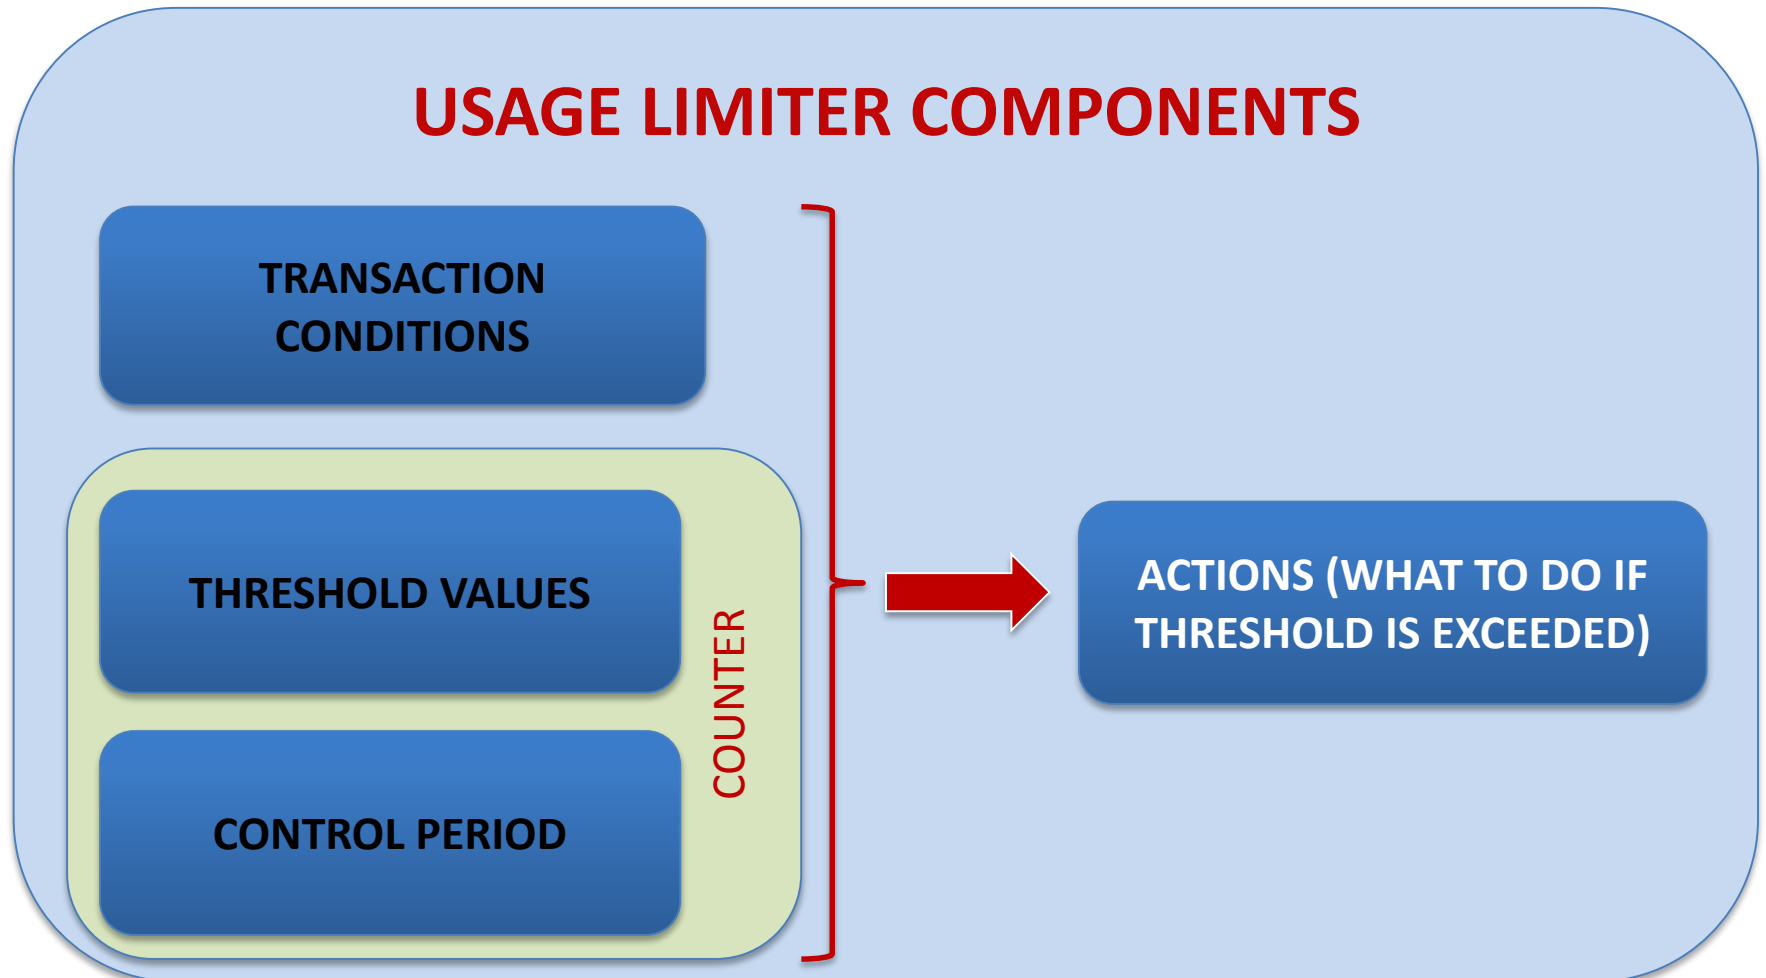 USAGE LIMITER COMPONENTS
TRANSACTION
CONDITIONS
THRESHOLD VALUES
CONTROL PERIOD
COUNTER
ACTIONS (WHAT TO DO IF
THRESHOLD IS EXCEEDED)